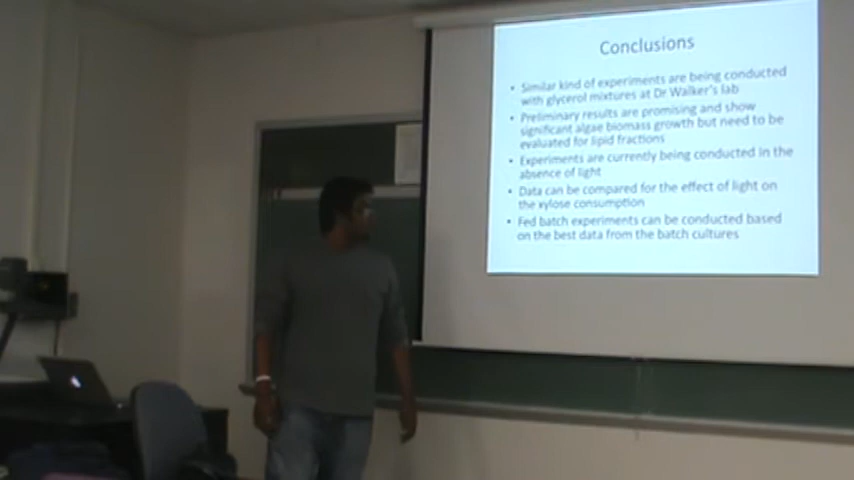 Conclusions
• Similar kind of experiments are being conducted
with glycerol mixtures at Dr Walker's lab
• Preliminary results are promising and show
significant algae biomass growth but need to be
evaluated for lipid fractions
• Experiments are currently being conducted in the
absence of light
• Data can be compared for the effect of light on
the xylose consumption
• Fed batch experiments can be conducted based
on the best data from the batch cultures